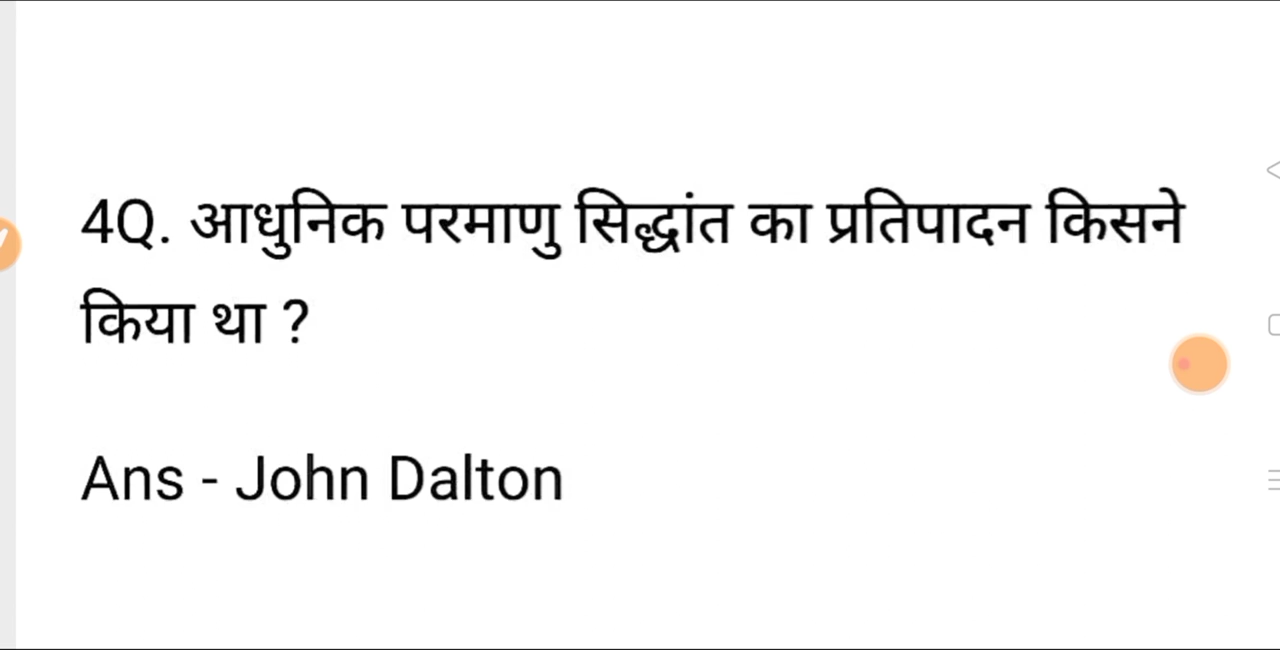 4Q. आधुनिक परमाणु सिद्धांत का प्रतिपादन किसने
किया था ?
Ans - John Dalton